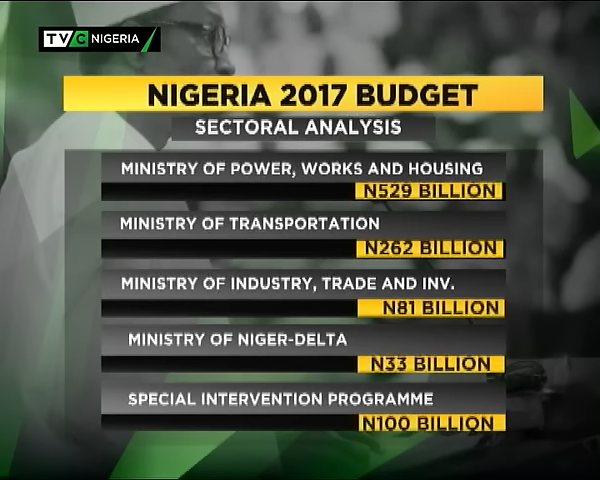 TVC NIGERIA
NIGERIA 2017 BUDGET
SECTORAL ANALYSIS
MINISTRY OF POWER, WORKS AND HOUSING
N529 BILLION
MINISTRY OF TRANSPORTATION
N262 BILLION
MINISTRY OF INDUSTRY, TRADE AND INV.
N81 BILLION
MINISTRY OF NIGER-DELTA
N33 BILLION
SPECIAL INTERVENTION PROGRAMME
N100 BILLION